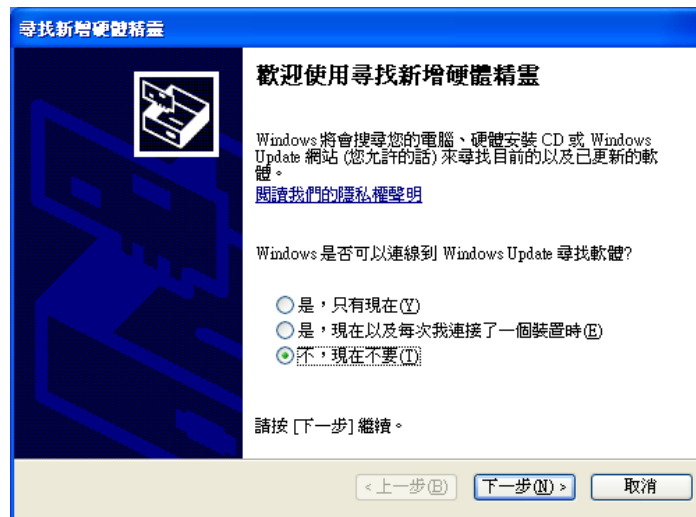 尋找新增硬體精靈
歡迎使用尋找新增硬體精靈
Windows 將會搜尋您的電腦、硬體安裝 CD 或 Windows
Update 網站 (您允許的話) 來尋找目前的以及已更新的軟
體。
閱讀我們的隱私權聲明
Windows 是否可以連線到 Windows Update 尋找軟體?
是，只有現在(Y)
是，現在以及每次我連接了一個裝置時(E)
不，現在不要(T)
請按 [下一步] 繼續。
< 上一步(B)
下一步(N) >
取消